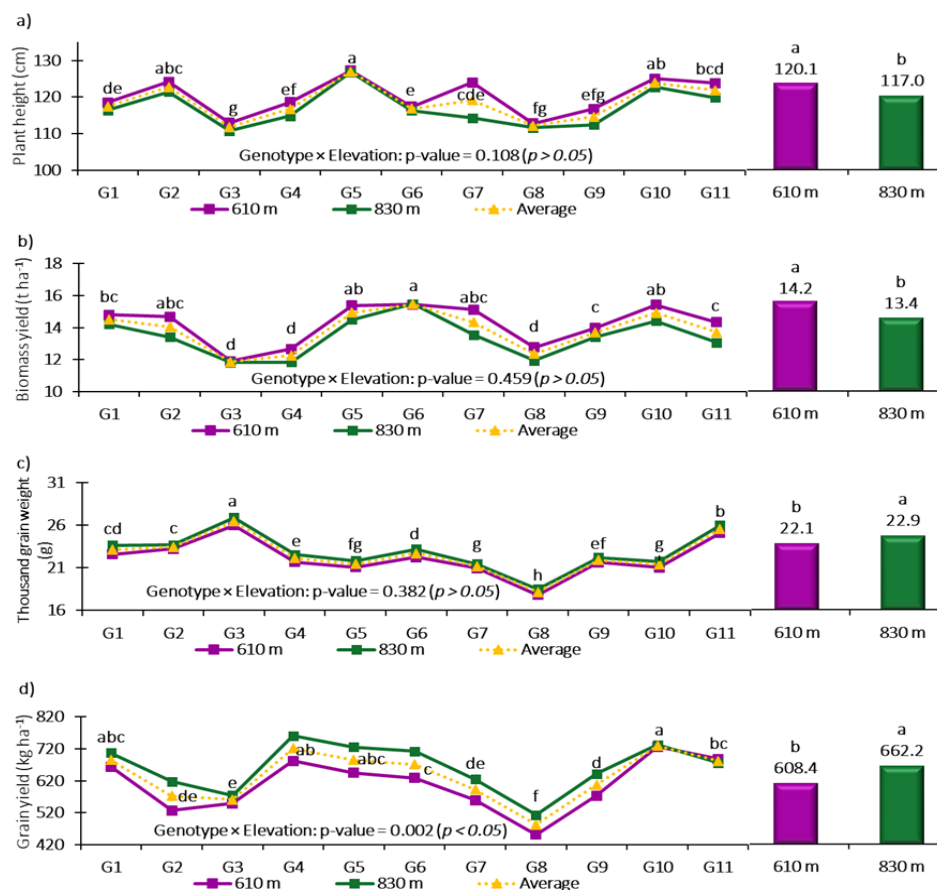 a)
Plant height (cm)
130
120
110
100
de
abc
g
ef
a
e
cde
fg
efg
ab
bcd
Genotype × Elevation: p-value = 0.108 (p > 0.05)
G1 G2 G3 G4 G5 G6 G7 G8 G9 G10 G11
610 m 830 m Average
a
120.1
b
117.0
610 m 830 m
b)
Biomass yield (t ha⁻¹)
18
16
14
12
10
bc
abc
d
d
ab
a
abc
d
c
ab
c
Genotype × Elevation: p-value = 0.459 (p > 0.05)
G1 G2 G3 G4 G5 G6 G7 G8 G9 G10 G11
610 m 830 m Average
a
14.2
b
13.4
610 m 830 m
c)
Thousand grain weight
(g)
31
26
21
16
cd
c
a
e
fg
d
g
h
ef
g
b
Genotype × Elevation: p-value = 0.382 (p > 0.05)
G1 G2 G3 G4 G5 G6 G7 G8 G9 G10 G11
610 m 830 m Average
b
22.1
a
22.9
610 m 830 m
d)
Grain yield (kg ha⁻¹)
820
720
620
520
420
abc
de
e
ab
abc
c
de
f
d
a
bc
Genotype × Elevation: p-value = 0.002 (p < 0.05)
G1 G2 G3 G4 G5 G6 G7 G8 G9 G10 G11
610 m 830 m Average
b
608.4
a
662.2
610 m 830 m